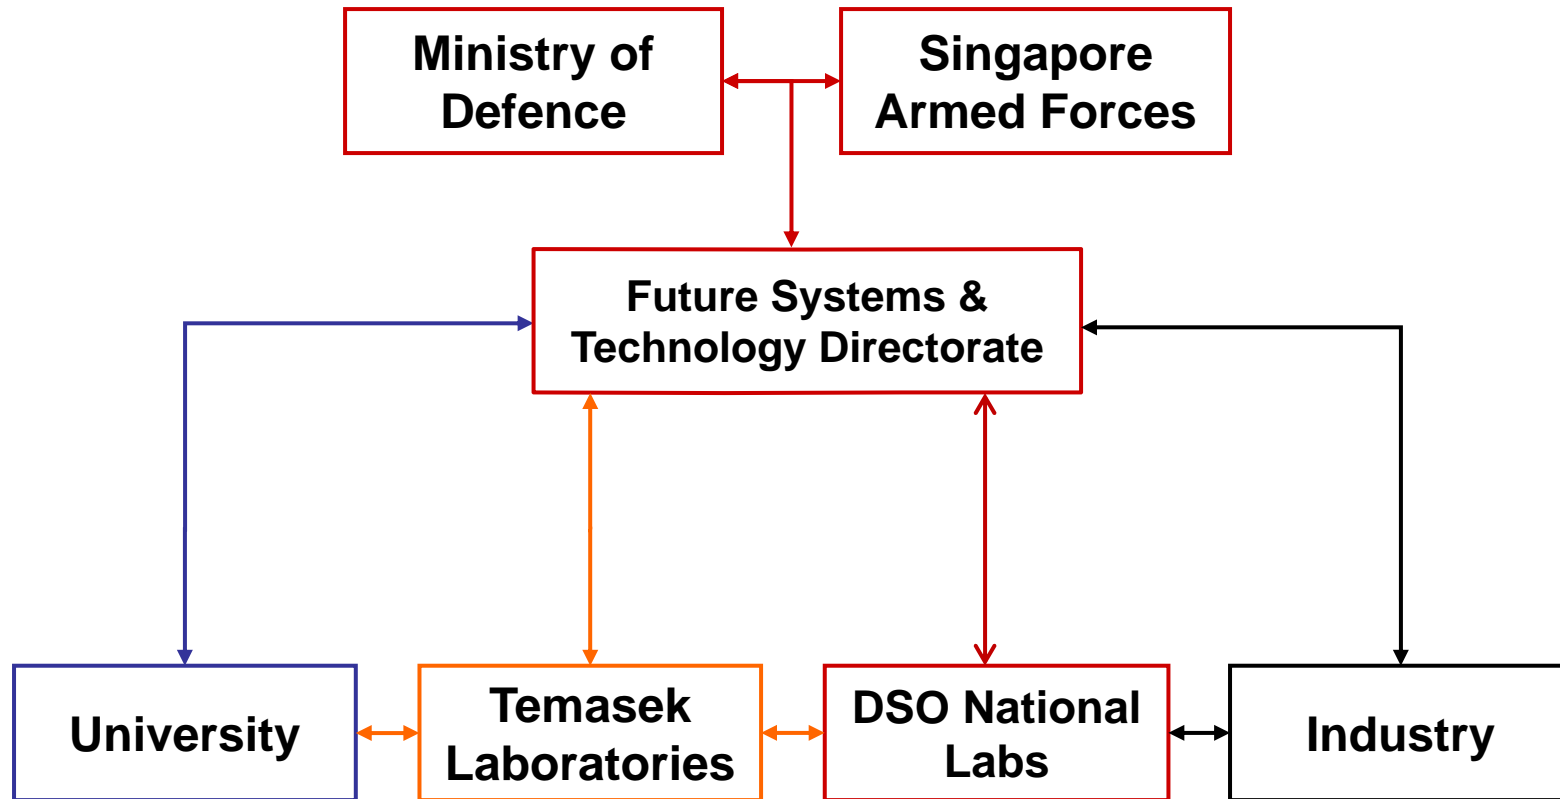 Ministry of
Defence
Singapore
Armed Forces
Future Systems &
Technology Directorate
University
Temasek
Laboratories
DSO National
Labs
Industry